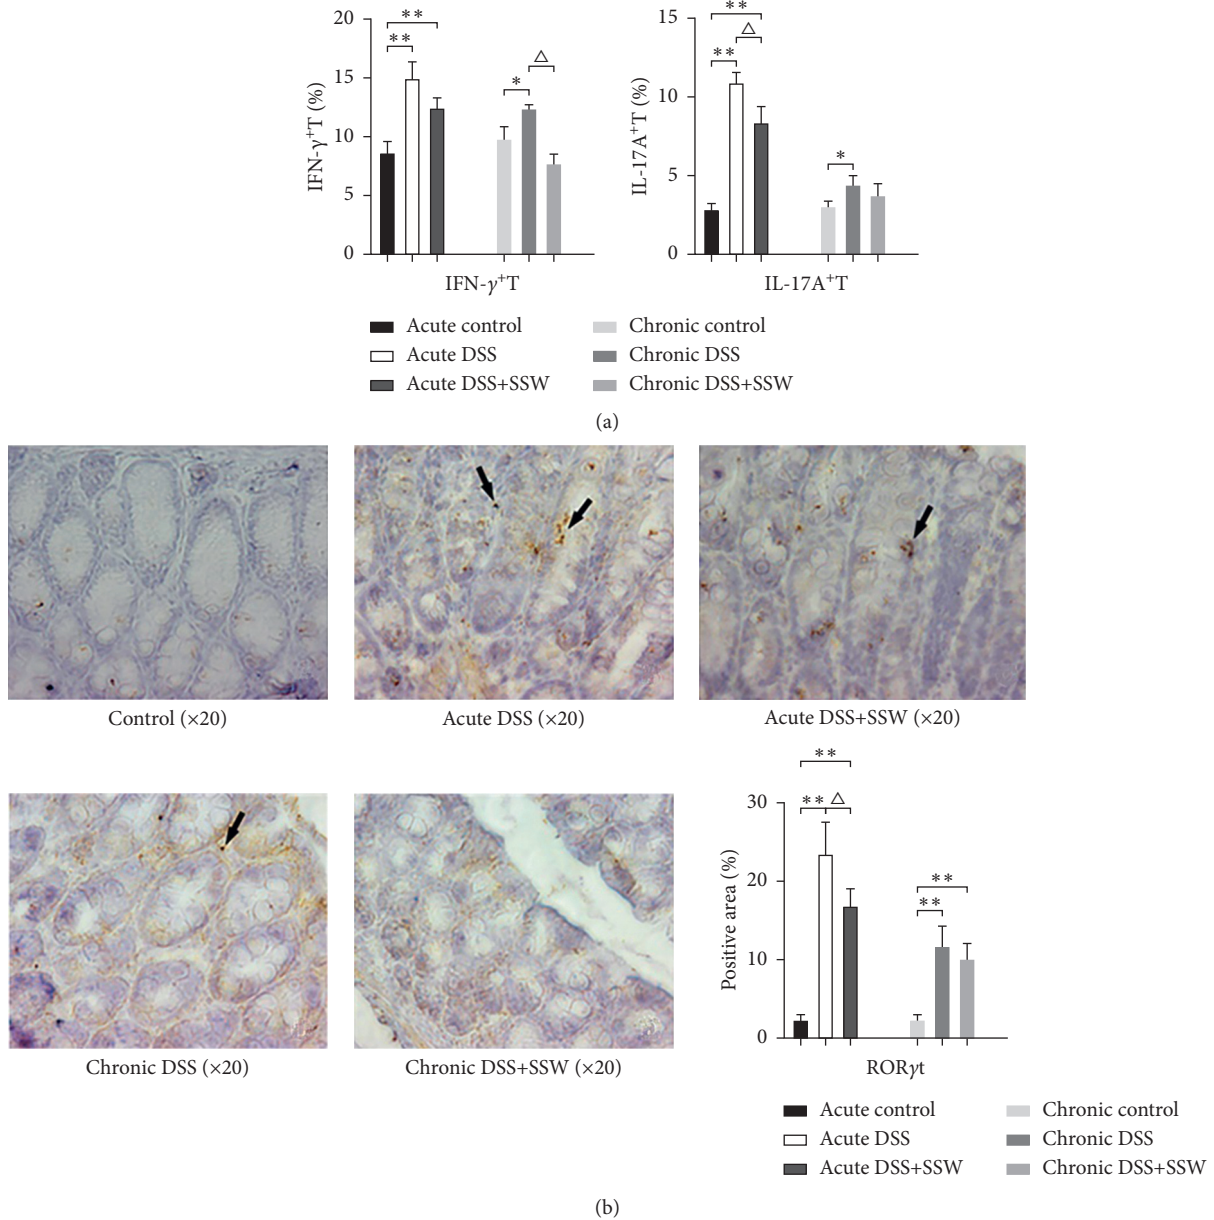 20
15
10
5
0
IFN-γ⁺T (%)
**
**
*
△
IFN-γ⁺T
15
10
5
0
IL-17A⁺T (%)
**
△
**
*
IL-17A⁺T
Acute control
Acute DSS
Acute DSS+SSW
Chronic control
Chronic DSS
Chronic DSS+SSW
(a)
Control (×20)
Acute DSS (×20)
Acute DSS+SSW (×20)
Chronic DSS (×20)
Chronic DSS+SSW (×20)
30
20
10
0
Positive area (%)
**
** △
**
**
RORγt
Acute control
Acute DSS
Acute DSS+SSW
Chronic control
Chronic DSS
Chronic DSS+SSW
(b)